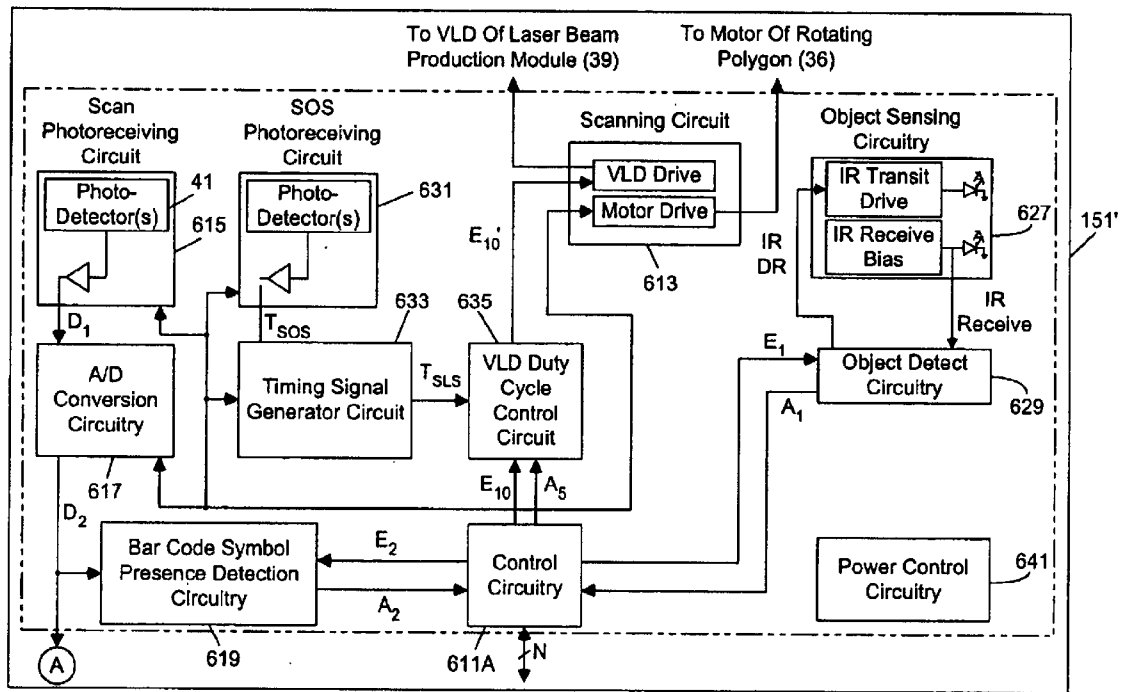 To VLD Of Laser Beam
Production Module (39)
To Motor Of Rotating
Polygon (36)
Scan
Photoreceiving
Circuit
SOS
Photoreceiving
Circuit
Scanning Circuit
Object Sensing
Circuitry
Photo-
Detector(s)
41
615
Photo-
Detector(s)
631
VLD Drive
Motor Drive
613
IR Transit
Drive
IR Receive
Bias
627
151'
E10'
IR
DR
IR
Receive
D1
TSOS
633
635
A/D
Conversion
Circuitry
617
Timing Signal
Generator Circuit
TSLS
VLD Duty
Cycle
Control
Circuit
E1
Object Detect
Circuitry
629
A1
E10
A5
D2
Bar Code Symbol
Presence Detection
Circuitry
619
E2
A2
Control
Circuitry
611A
N
Power Control
Circuitry
641
A